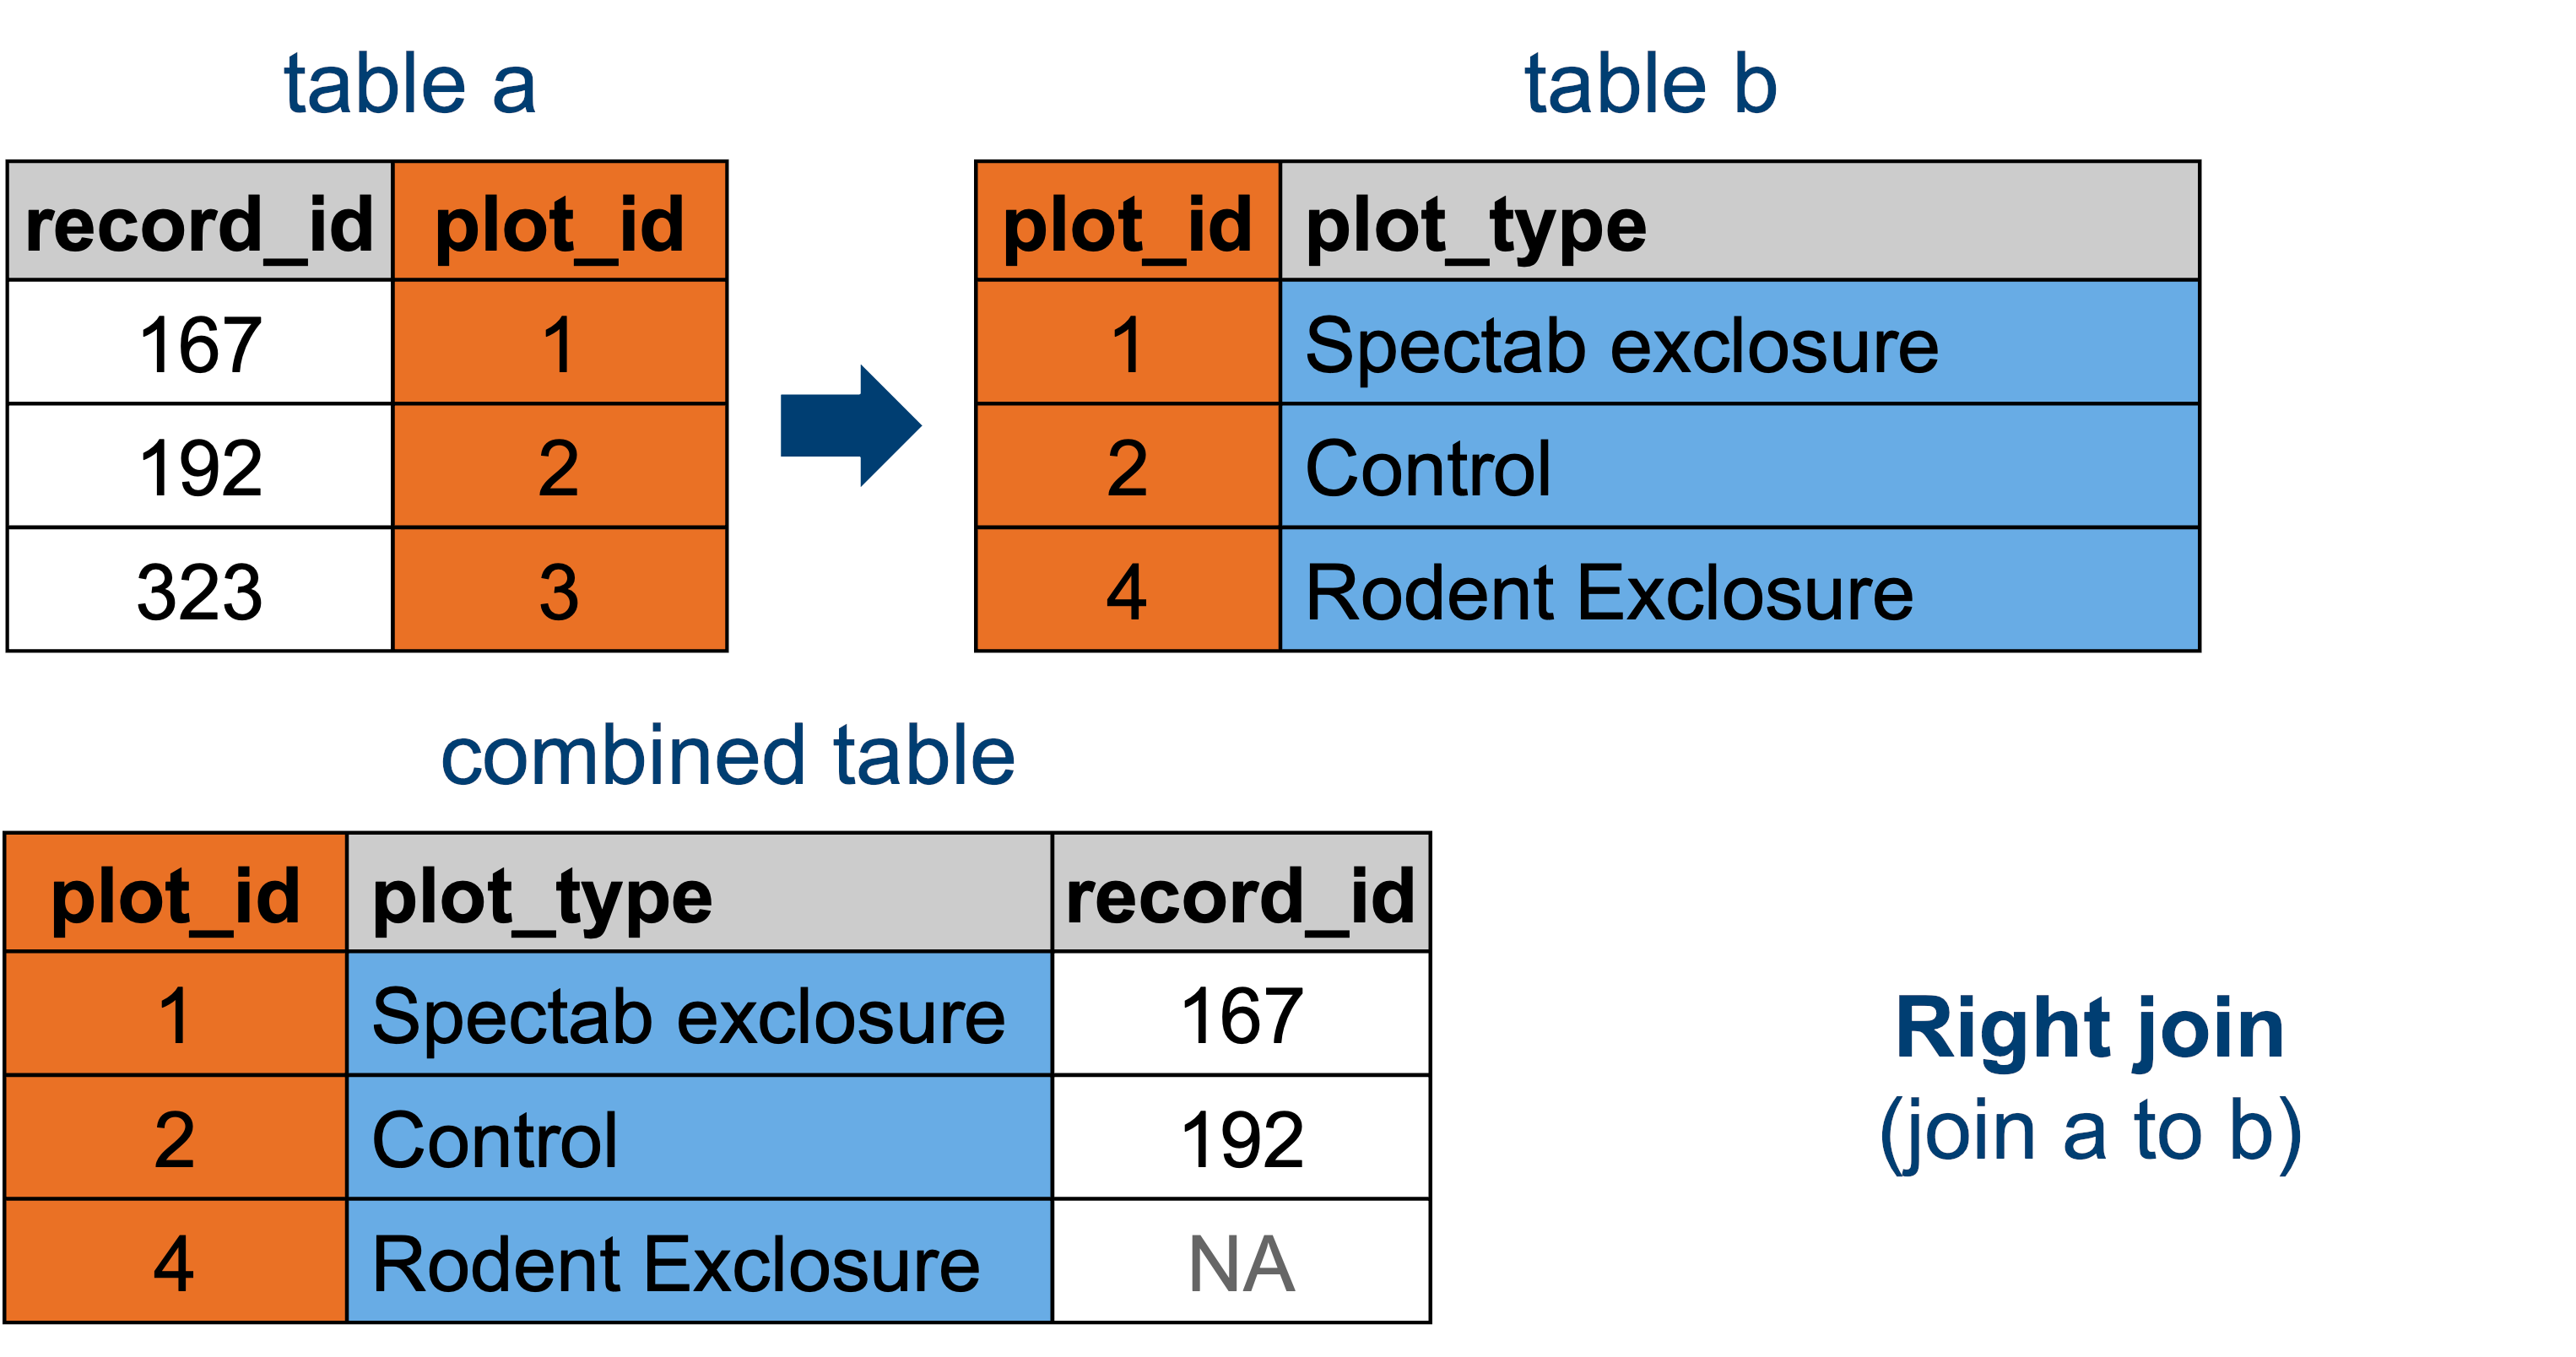 table a
record_id plot_id
167 1
192 2
323 3
table b
plot_id plot_type
1 Spectab exclosure
2 Control
4 Rodent Exclosure
combined table
plot_id plot_type record_id
1 Spectab exclosure 167
2 Control 192
4 Rodent Exclosure NA
Right join
(join a to b)